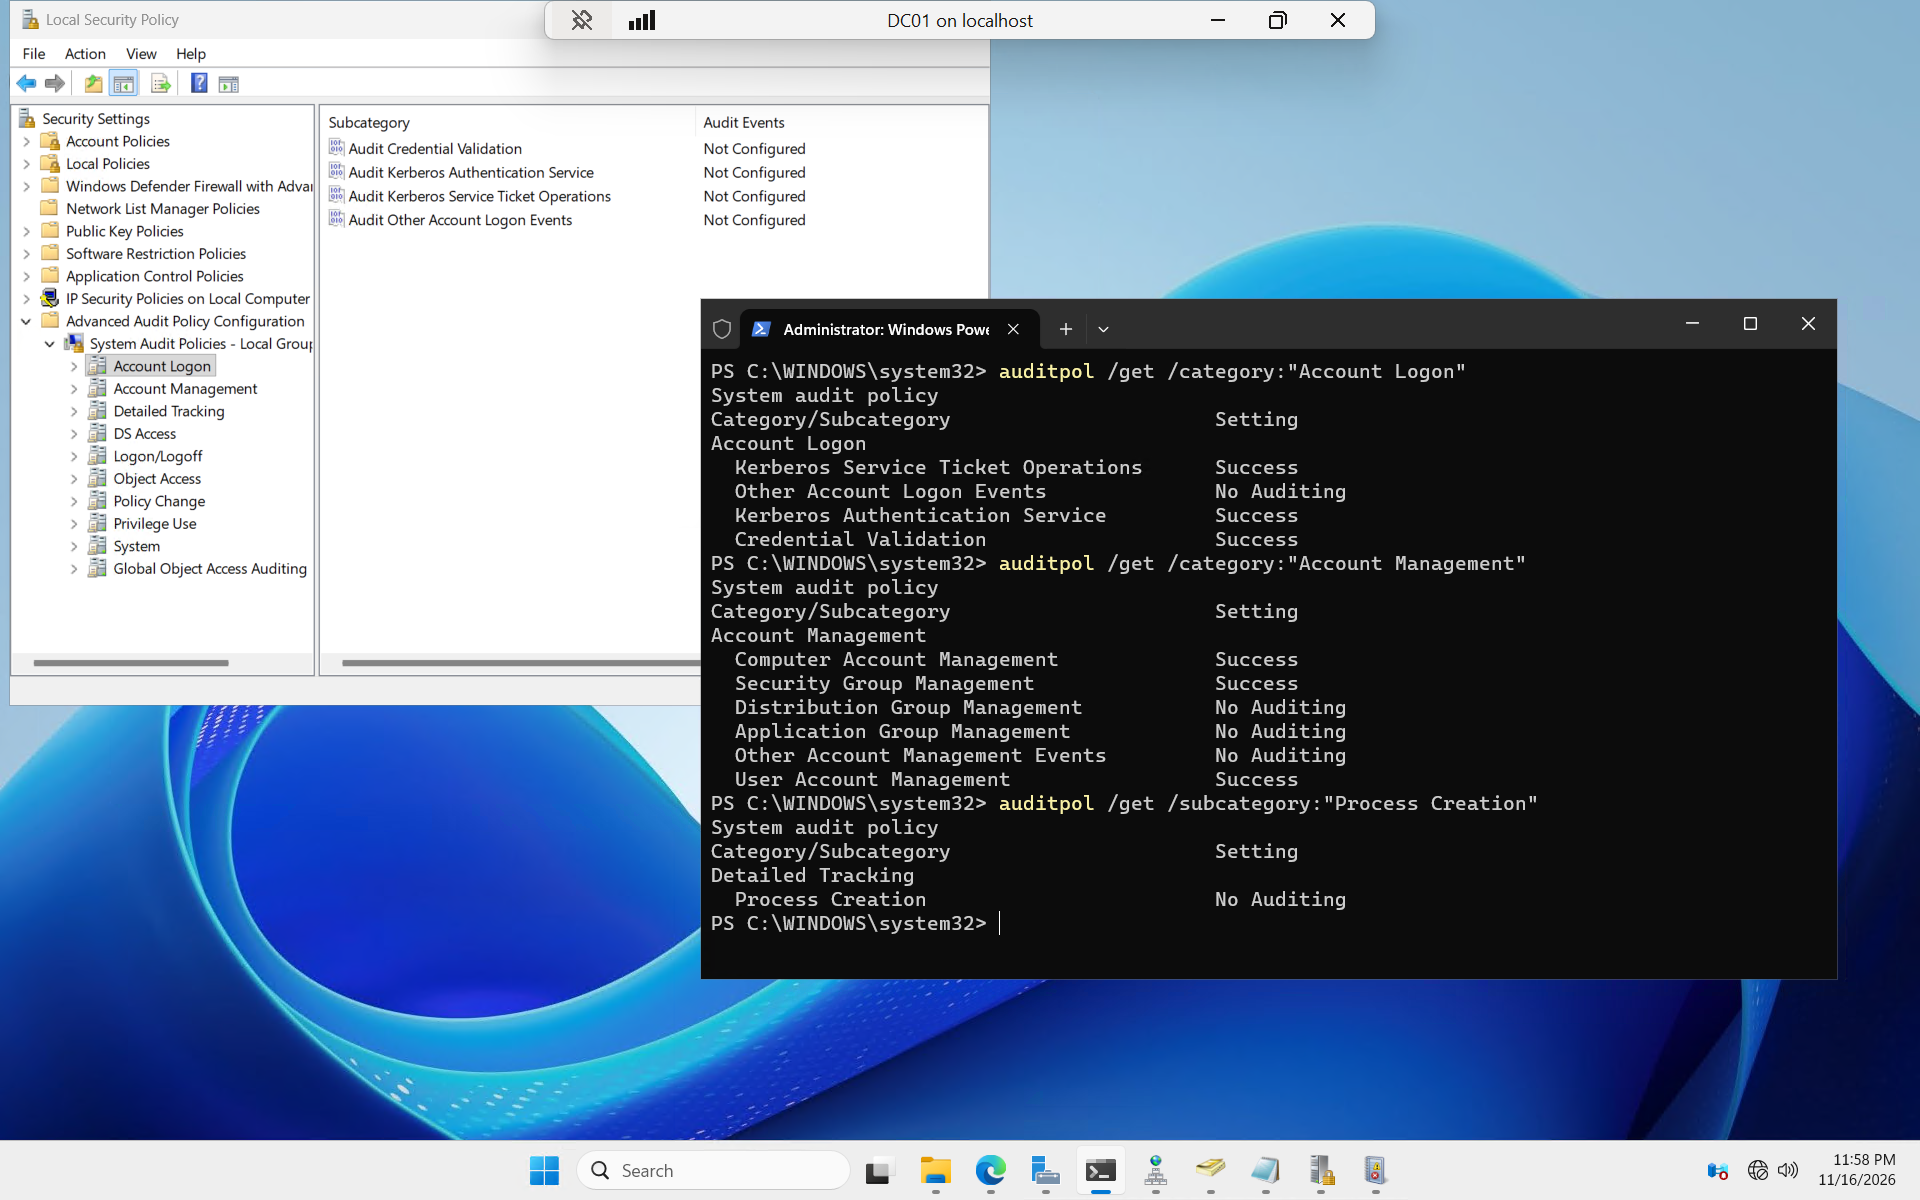 Local Security Policy
DC01 on localhost
File Action View Help
Security Settings
Account Policies
Local Policies
Windows Defender Firewall with Adva
Network List Manager Policies
Public Key Policies
Software Restriction Policies
Application Control Policies
IP Security Policies on Local Computer
Advanced Audit Policy Configuration
System Audit Policies - Local Group
Account Logon
Account Management
Detailed Tracking
DS Access
Logon/Logoff
Object Access
Policy Change
Privilege Use
System
Global Object Access Auditing
Subcategory Audit Events
Audit Credential Validation Not Configured
Audit Kerberos Authentication Service Not Configured
Audit Kerberos Service Ticket Operations Not Configured
Audit Other Account Logon Events Not Configured
Administrator: Windows Powe
PS C:\WINDOWS\system32> auditpol /get /category:"Account Logon"
System audit policy
Category/Subcategory Setting
Account Logon
Kerberos Service Ticket Operations Success
Other Account Logon Events No Auditing
Kerberos Authentication Service Success
Credential Validation Success
PS C:\WINDOWS\system32> auditpol /get /category:"Account Management"
System audit policy
Category/Subcategory Setting
Account Management
Computer Account Management Success
Security Group Management Success
Distribution Group Management No Auditing
Application Group Management No Auditing
Other Account Management Events No Auditing
User Account Management Success
PS C:\WINDOWS\system32> auditpol /get /subcategory:"Process Creation"
System audit policy
Category/Subcategory Setting
Detailed Tracking
Process Creation No Auditing
PS C:\WINDOWS\system32>
Search
11:58 PM
11/16/2026